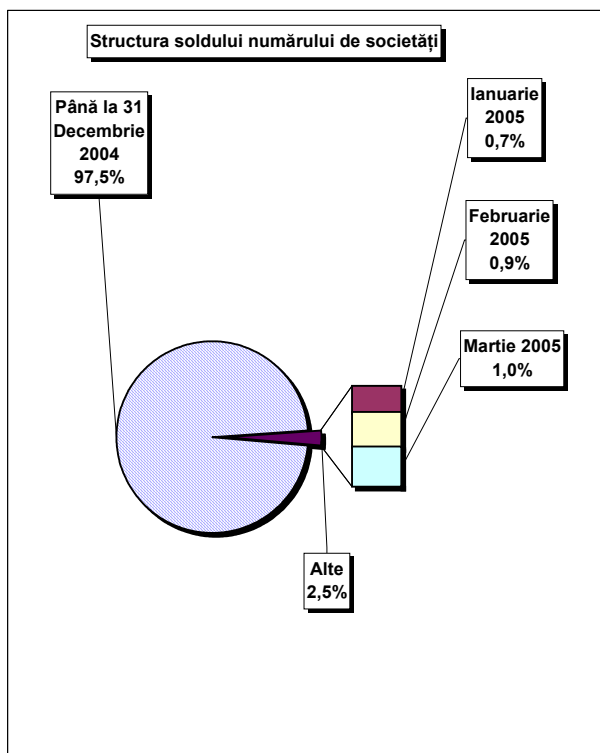 Structura soldului numărului de societăți
Până la 31
Decembrie
2004
97,5%
Ianuarie
2005
0,7%
Februarie
2005
0,9%
Martie 2005
1,0%
Alte
2,5%